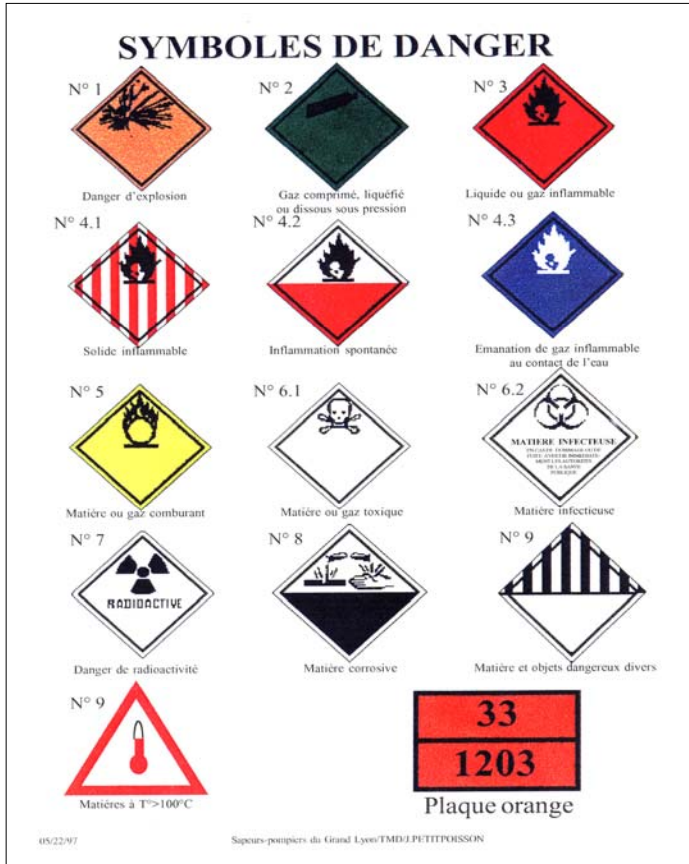 SYMBOLES DE DANGER
N° 1
N° 2
N° 3
Danger d'explosion
Gaz comprimé, liquéfié
ou dissous sous pression
Liquide ou gaz inflammable
N° 4.1
N° 4.2
N° 4.3
Solide inflammable
Inflammation spontanée
Emanation de gaz inflammable
au contact de l'eau
N° 5
N° 6.1
N° 6.2
MATIERE INFECTEUSE
DE LA SANTE
PUBLIQUE
Matière ou gaz comburant
Matière ou gaz toxique
Matière infectieuse
N° 7
N° 8
N° 9
RADIOACTIVE
Danger de radioactivité
Matière corrosive
Matière et objets dangereux divers
N° 9
33
1203
Matières à T°>100°C
Plaque orange
05/22/97
Sapeurs-pompiers du Grand Lyon/TMD/J.PETITPOISSON